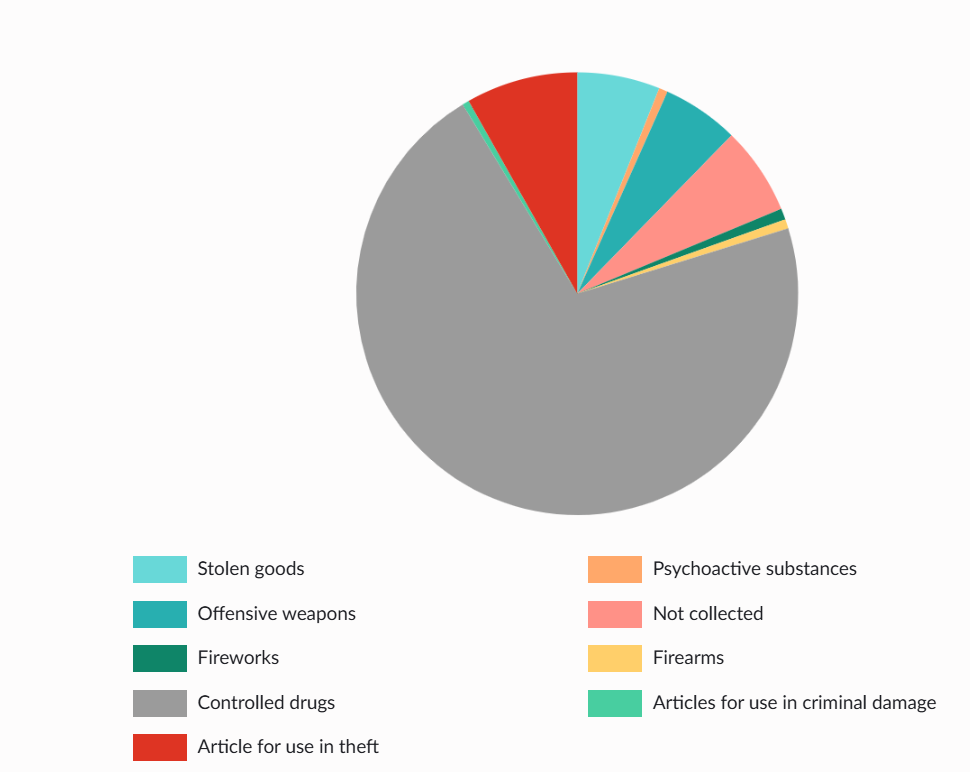 Stolen goods
Psychoactive substances
Offensive weapons
Not collected
Fireworks
Firearms
Controlled drugs
Articles for use in criminal damage
Article for use in theft